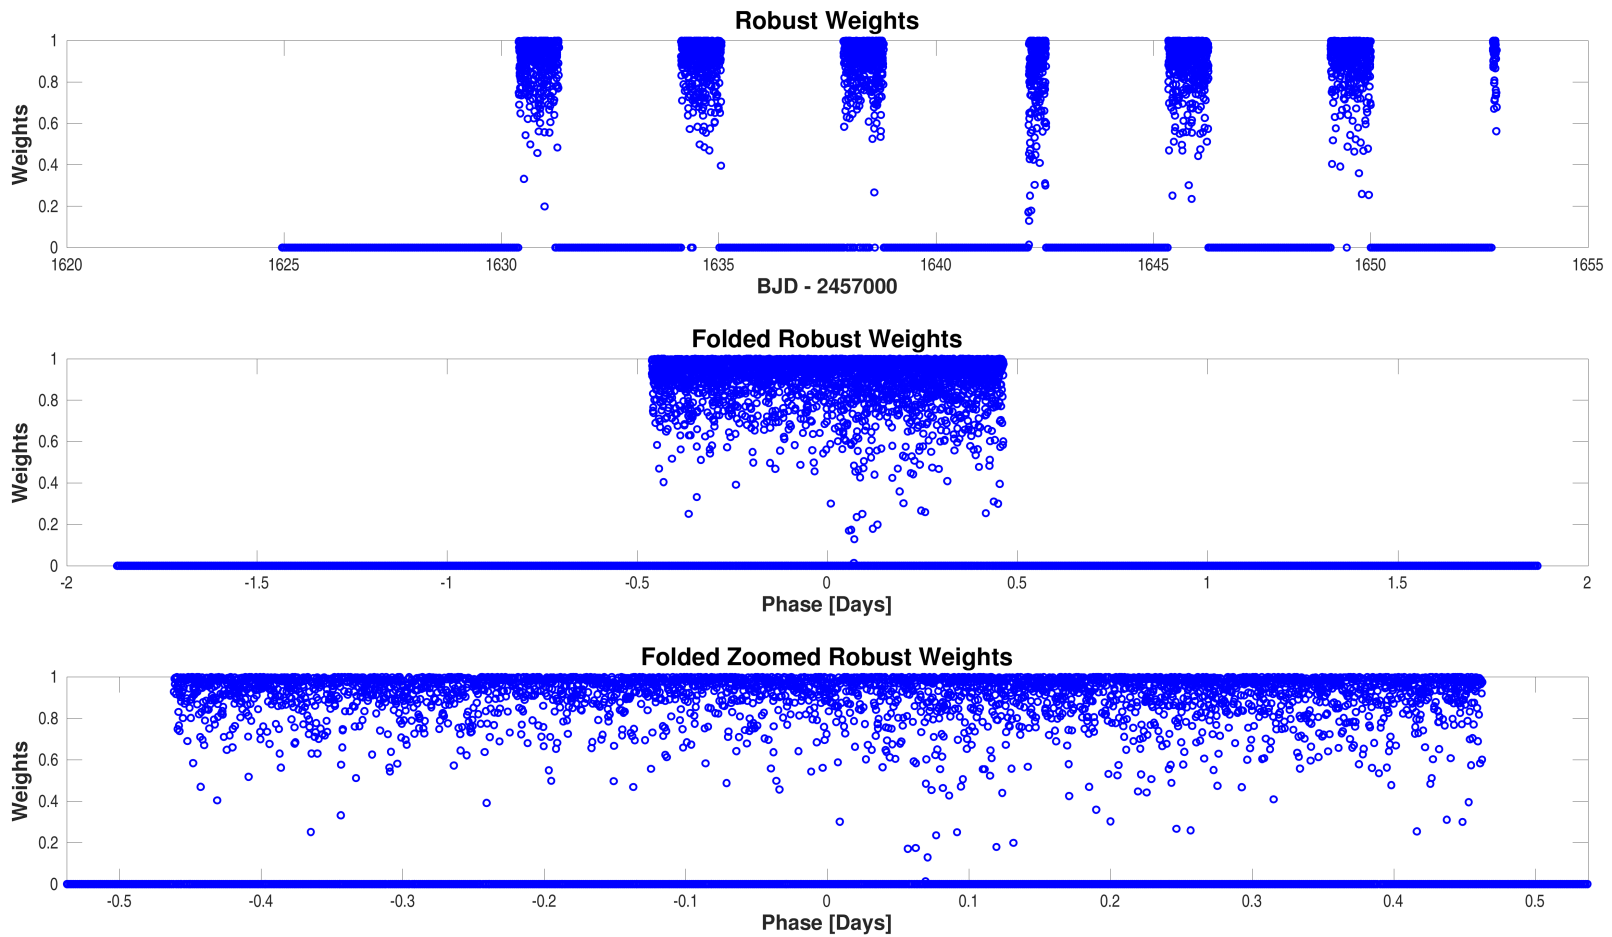 Robust Weights
1
0.8
0.6
0.4
0.2
0
Weights
1620 1625 1630 1635 1640 1645 1650 1655
BJD - 2457000
Folded Robust Weights
1
0.8
0.6
0.4
0.2
0
Weights
-2 -1.5 -1 -0.5 0 0.5 1 1.5 2
Phase [Days]
Folded Zoomed Robust Weights
1
0.8
0.6
0.4
0.2
0
Weights
-0.5 -0.4 -0.3 -0.2 -0.1 0 0.1 0.2 0.3 0.4 0.5
Phase [Days]